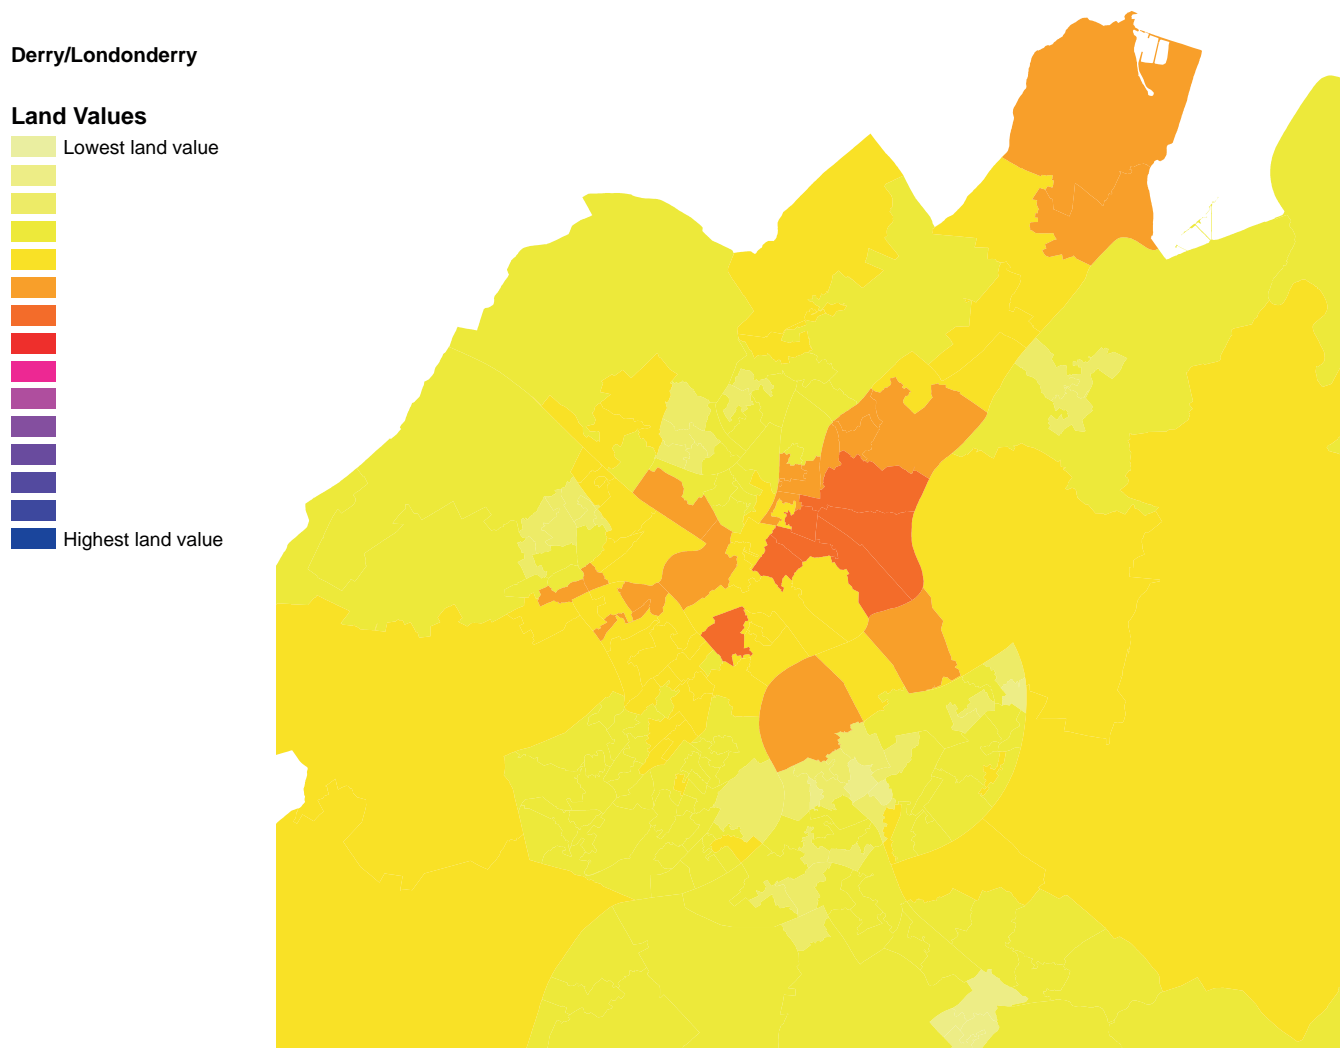 Derry/Londonderry
Land Values
Lowest land value
Highest land value